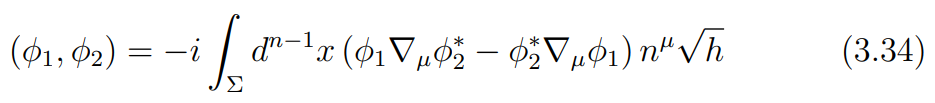 (ϕ₁, ϕ₂) = −i ∫_Σ dⁿ⁻¹x (ϕ₁∇_μϕ₂* − ϕ₂*∇_μϕ₁) n^μ√h (3.34)